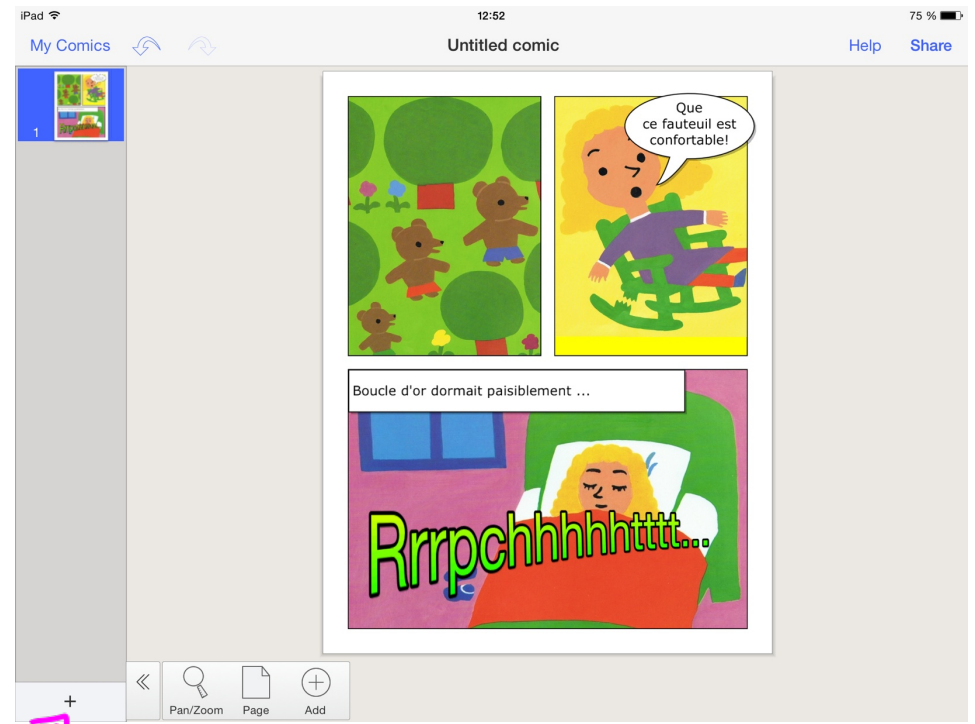 iPad 12:52 75 %
My Comics Untitled comic Help Share
1
Que
ce fauteuil est
confortable!
Boucle d'or dormait paisiblement ...
Rrrpchhhhhtttt...
+
Pan/Zoom Page Add